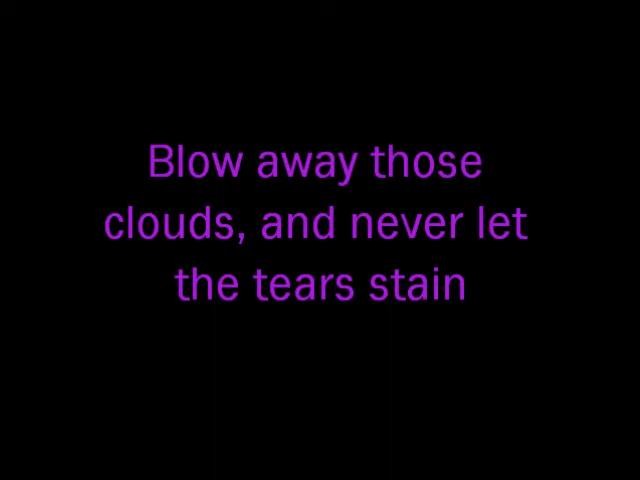 Blow away those
clouds, and never let
the tears stain